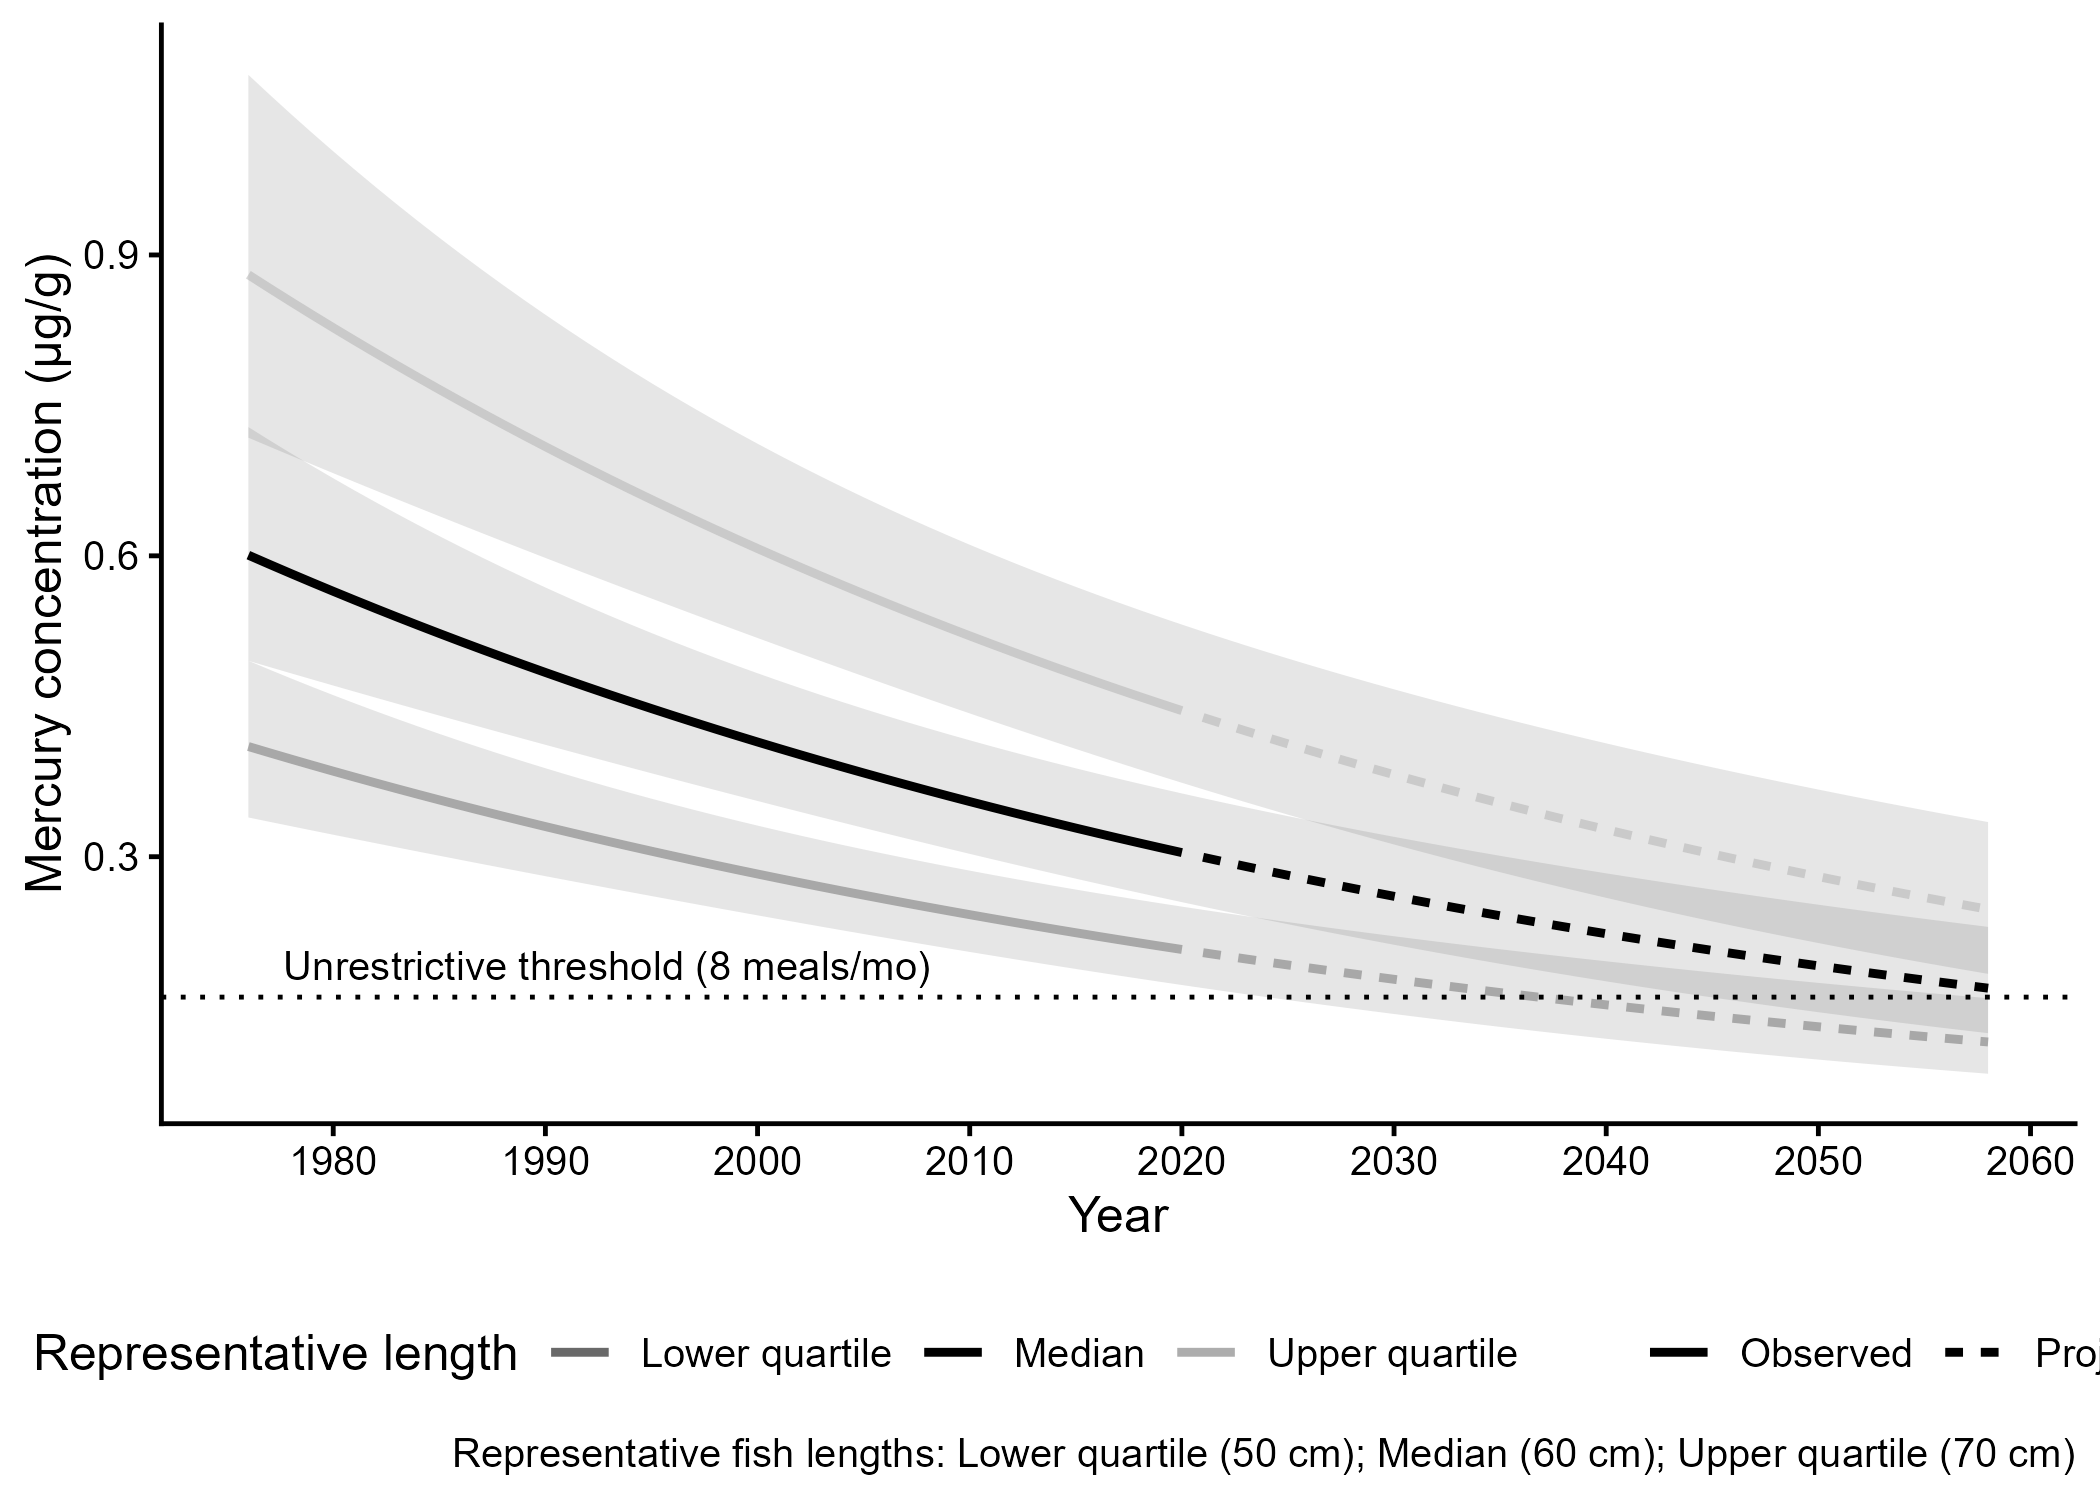 Mercury concentration (µg/g)
0.9
0.6
0.3
Unrestrictive threshold (8 meals/mo)
1980 1990 2000 2010 2020 2030 2040 2050 2060
Year
Representative length Lower quartile Median Upper quartile Observed Proj
Representative fish lengths: Lower quartile (50 cm); Median (60 cm); Upper quartile (70 cm)